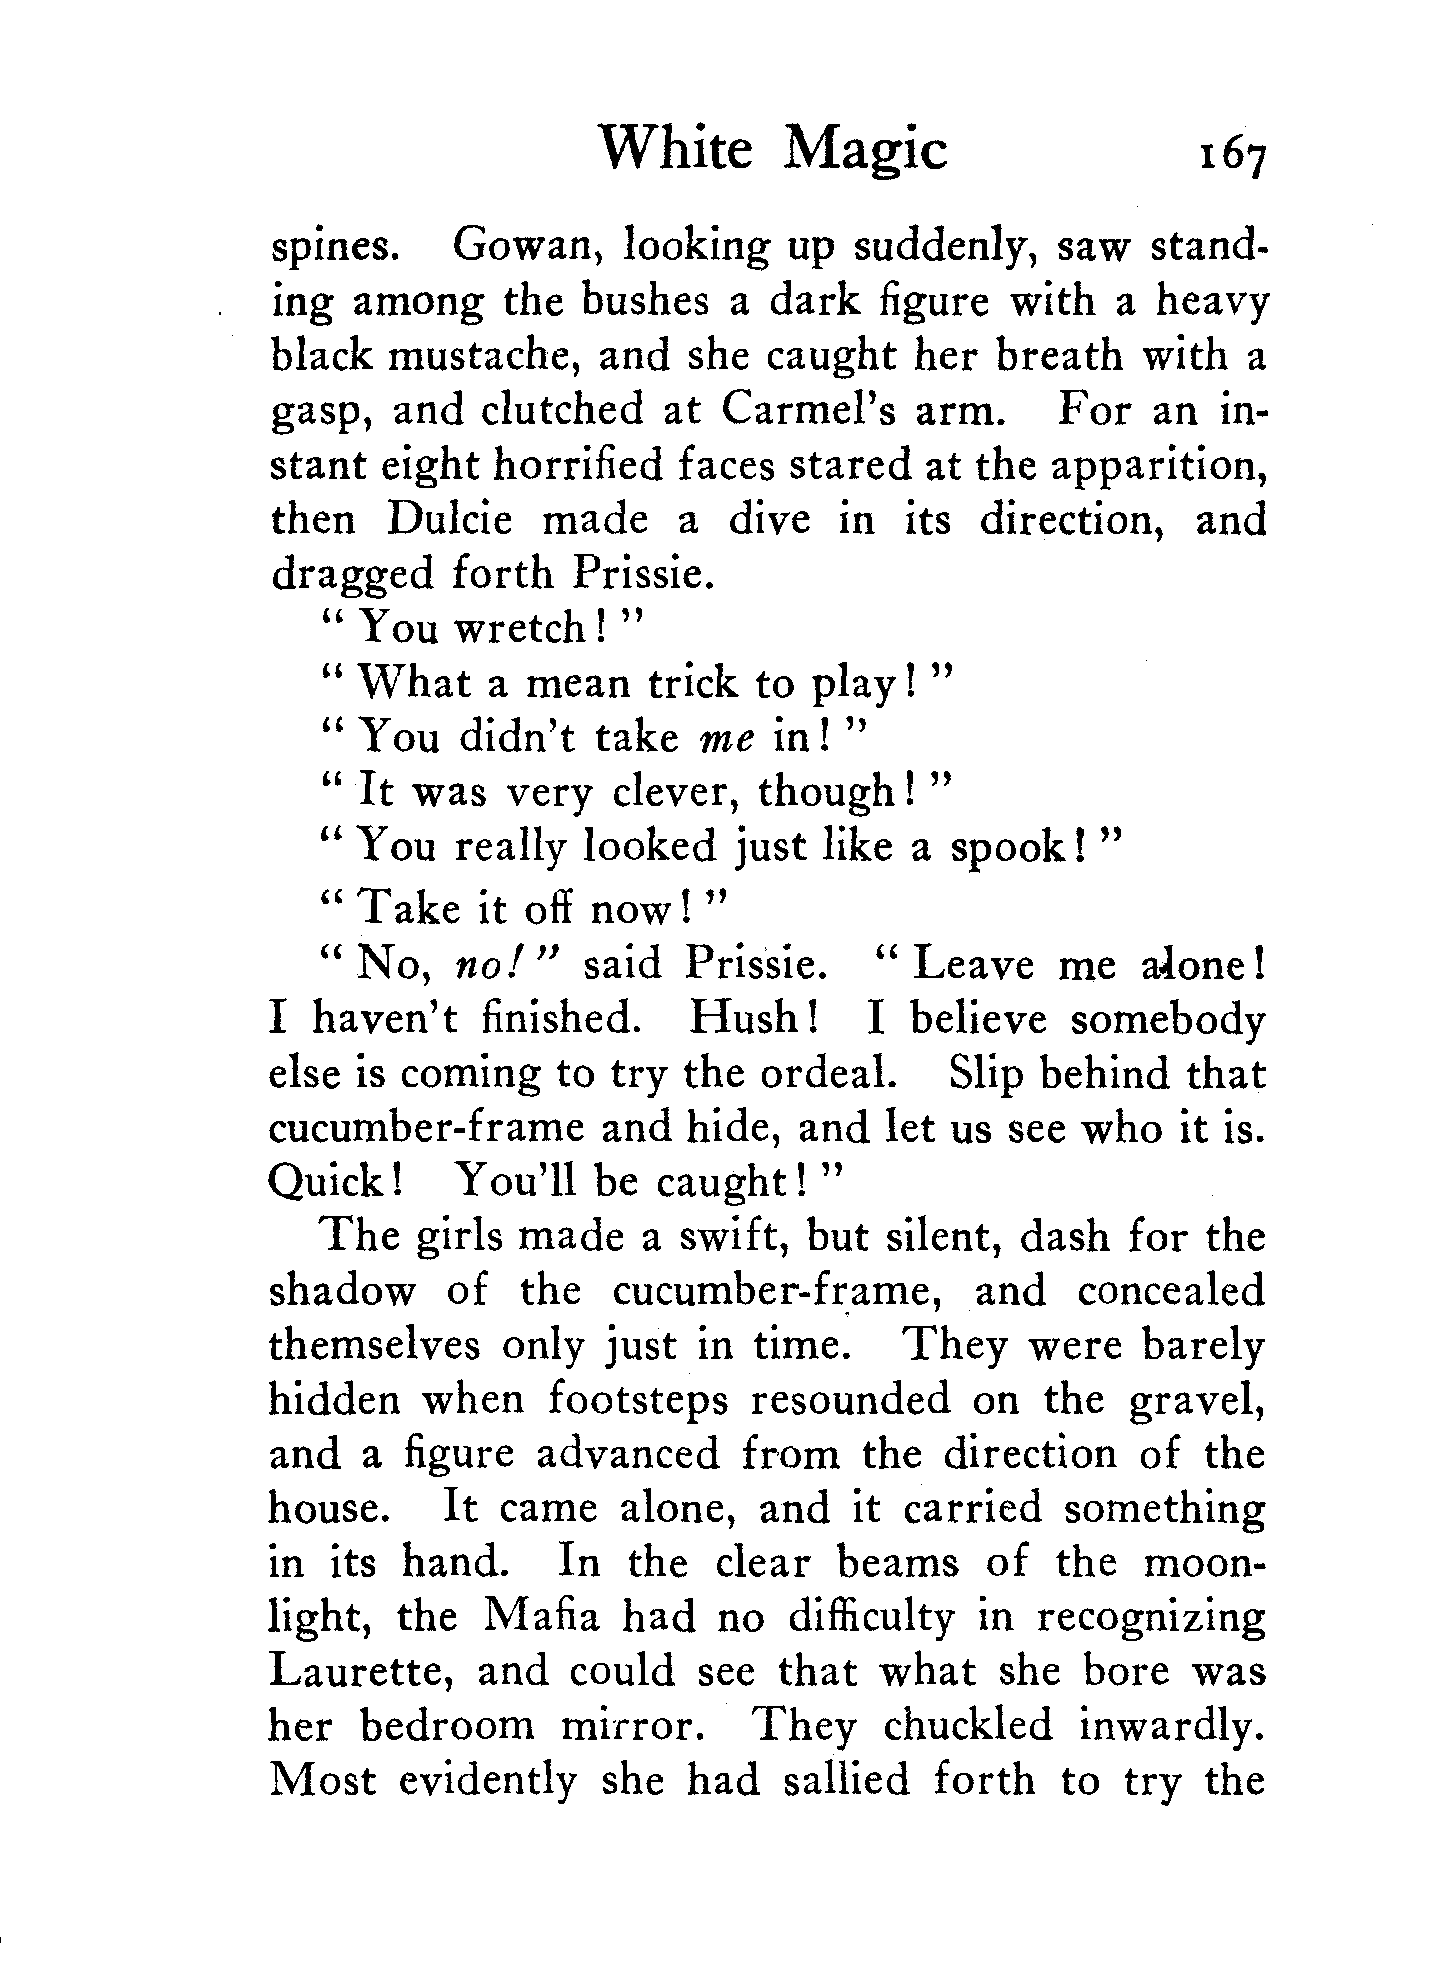 White Magic 167
spines. Gowan, looking up suddenly, saw stand-
ing among the bushes a dark figure with a heavy
black mustache, and she caught her breath with a
gasp, and clutched at Carmel's arm. For an in-
stant eight horrified faces stared at the apparition,
then Dulcie made a dive in its direction, and
dragged forth Prissie.
“ You wretch! ”
“ What a mean trick to play! ”
“ You didn't take me in! ”
“ It was very clever, though! ”
“ You really looked just like a spook! ”
“ Take it off now! ”
“ No, no! ” said Prissie. “ Leave me alone!
I haven't finished. Hush! I believe somebody
else is coming to try the ordeal. Slip behind that
cucumber-frame and hide, and let us see who it is.
Quick! You'll be caught! ”
The girls made a swift, but silent, dash for the
shadow of the cucumber-frame, and concealed
themselves only just in time. They were barely
hidden when footsteps resounded on the gravel,
and a figure advanced from the direction of the
house. It came alone, and it carried something
in its hand. In the clear beams of the moon-
light, the Mafia had no difficulty in recognizing
Laurette, and could see that what she bore was
her bedroom mirror. They chuckled inwardly.
Most evidently she had sallied forth to try the